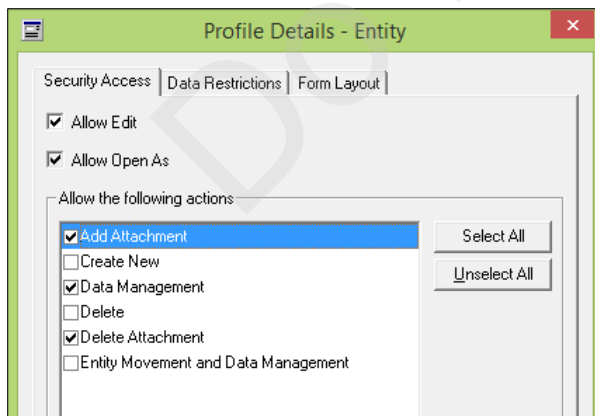 Profile Details - Entity
Security Access Data Restrictions Form Layout
Allow Edit
Allow Open As
Allow the following actions
Add Attachment
Select All
Create New
Unselect All
Data Management
Delete
Delete Attachment
Entity Movement and Data Management